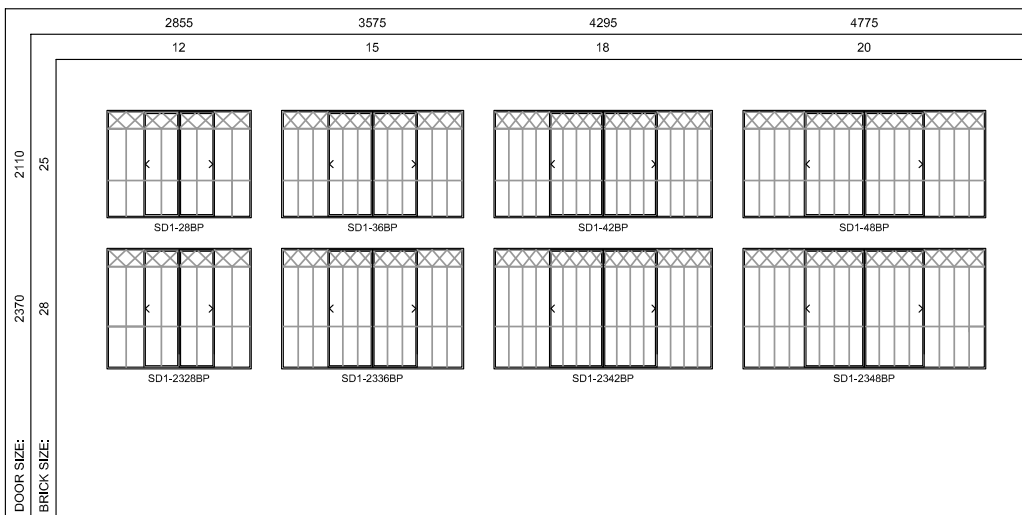 2855 3575 4295 4775
12 15 18 20
2110 25
SD1-28BP SD1-36BP SD1-42BP SD1-48BP
2370 28
SD1-2328BP SD1-2336BP SD1-2342BP SD1-2348BP
DOOR SIZE:
BRICK SIZE: